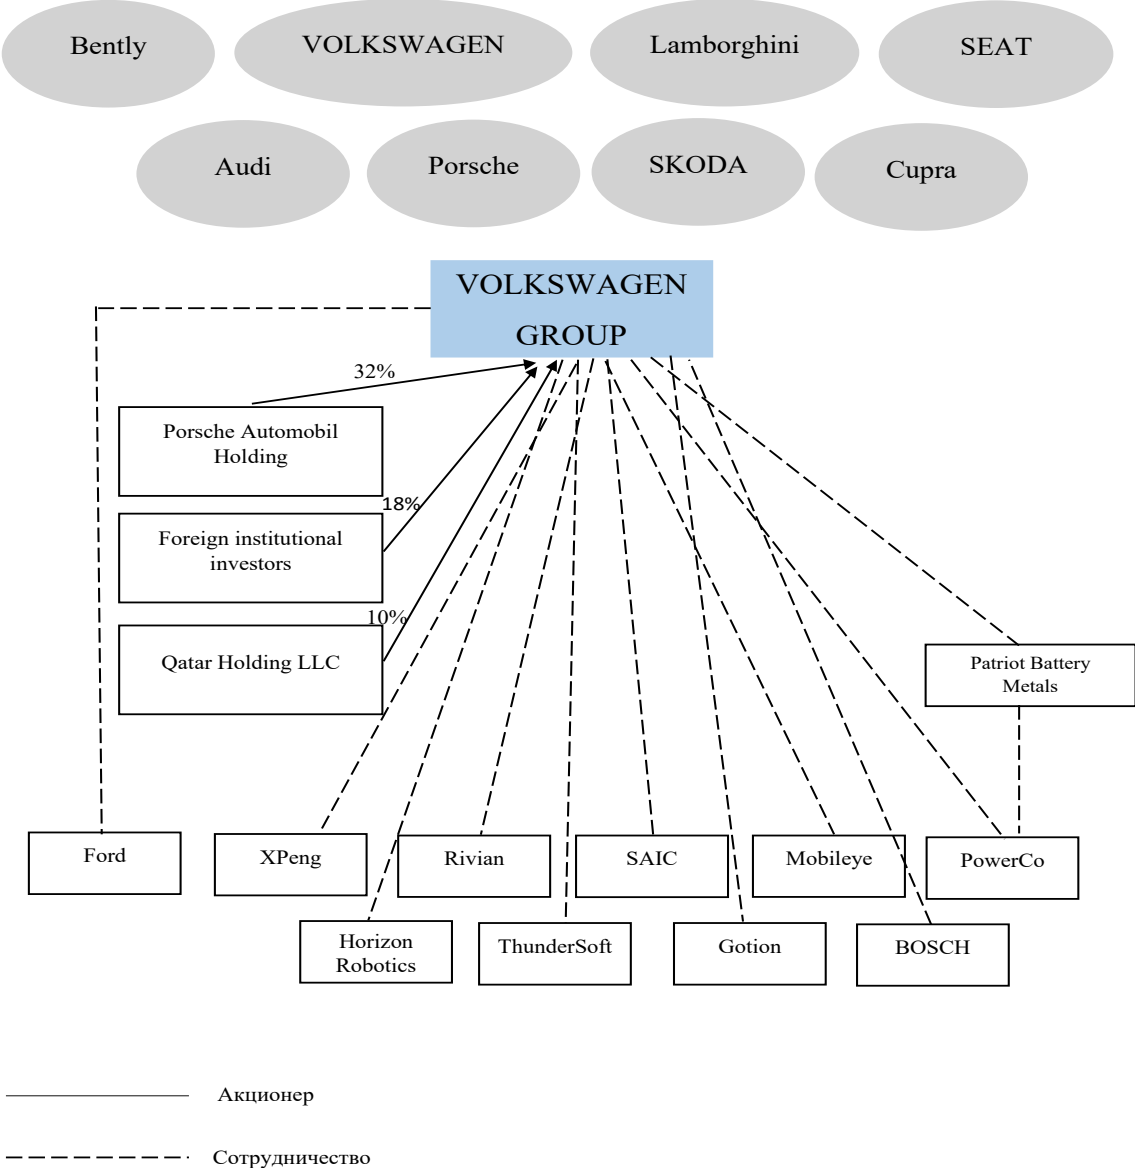 Bently
VOLKSWAGEN
Lamborghini
SEAT
Audi
Porsche
SKODA
Cupra
VOLKSWAGEN
GROUP
32%
Porsche Automobil
Holding
18%
Foreign institutional
investors
10%
Qatar Holding LLC
Patriot Battery
Metals
Ford
XPeng
Rivian
SAIC
Mobileye
PowerCo
Horizon
Robotics
ThunderSoft
Gotion
BOSCH
Акционер
Сотрудничество